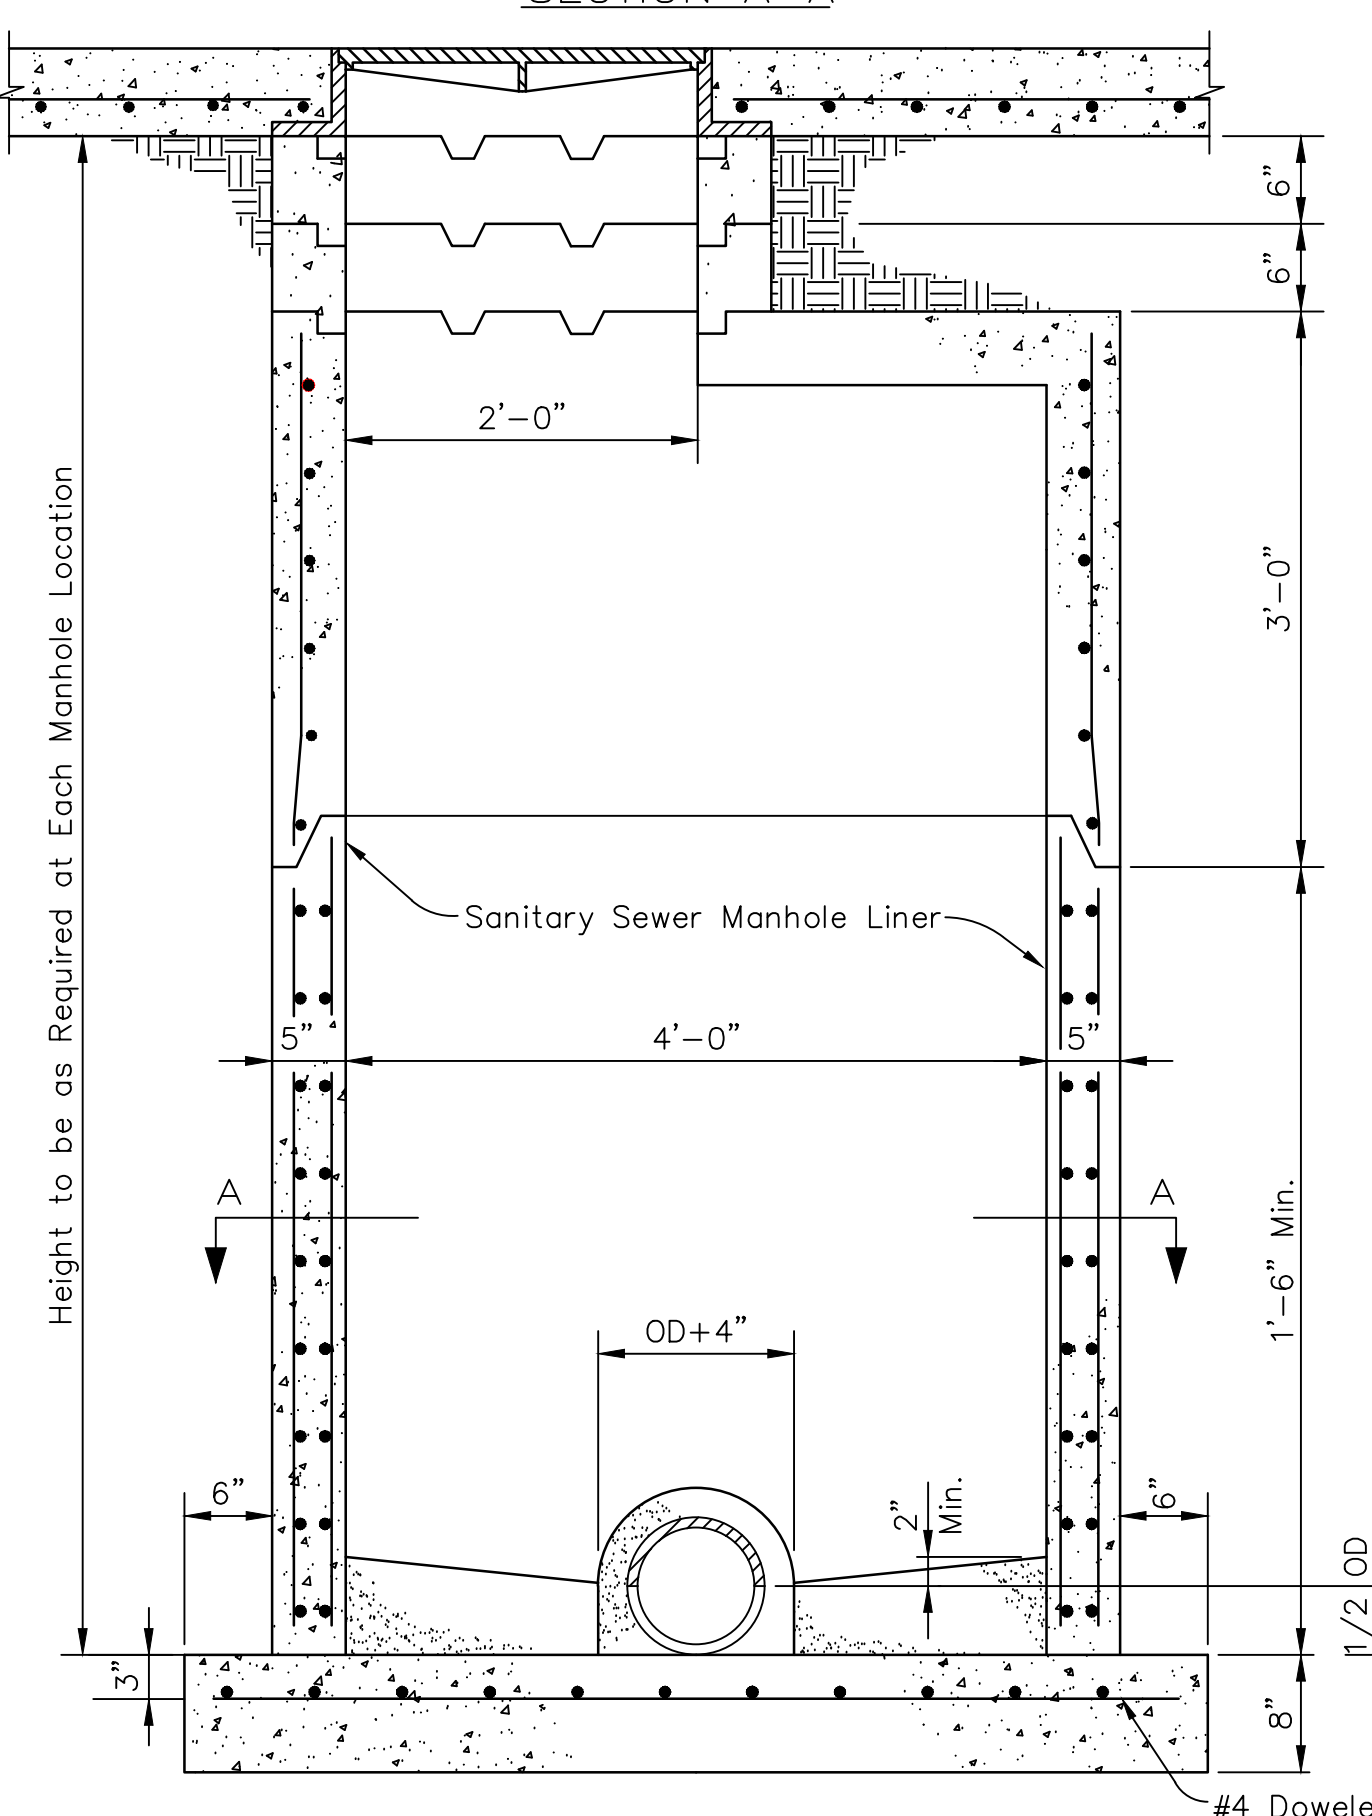 6”
6”
2’-0”
3’-0”
Height to be as Required at Each Manhole Location
Sanitary Sewer Manhole Liner
5”
4’-0”
5”
A
A
1’-6” Min.
OD+4”
6”
2”
Min.
6”
1/2 OD
3”
8”
#4